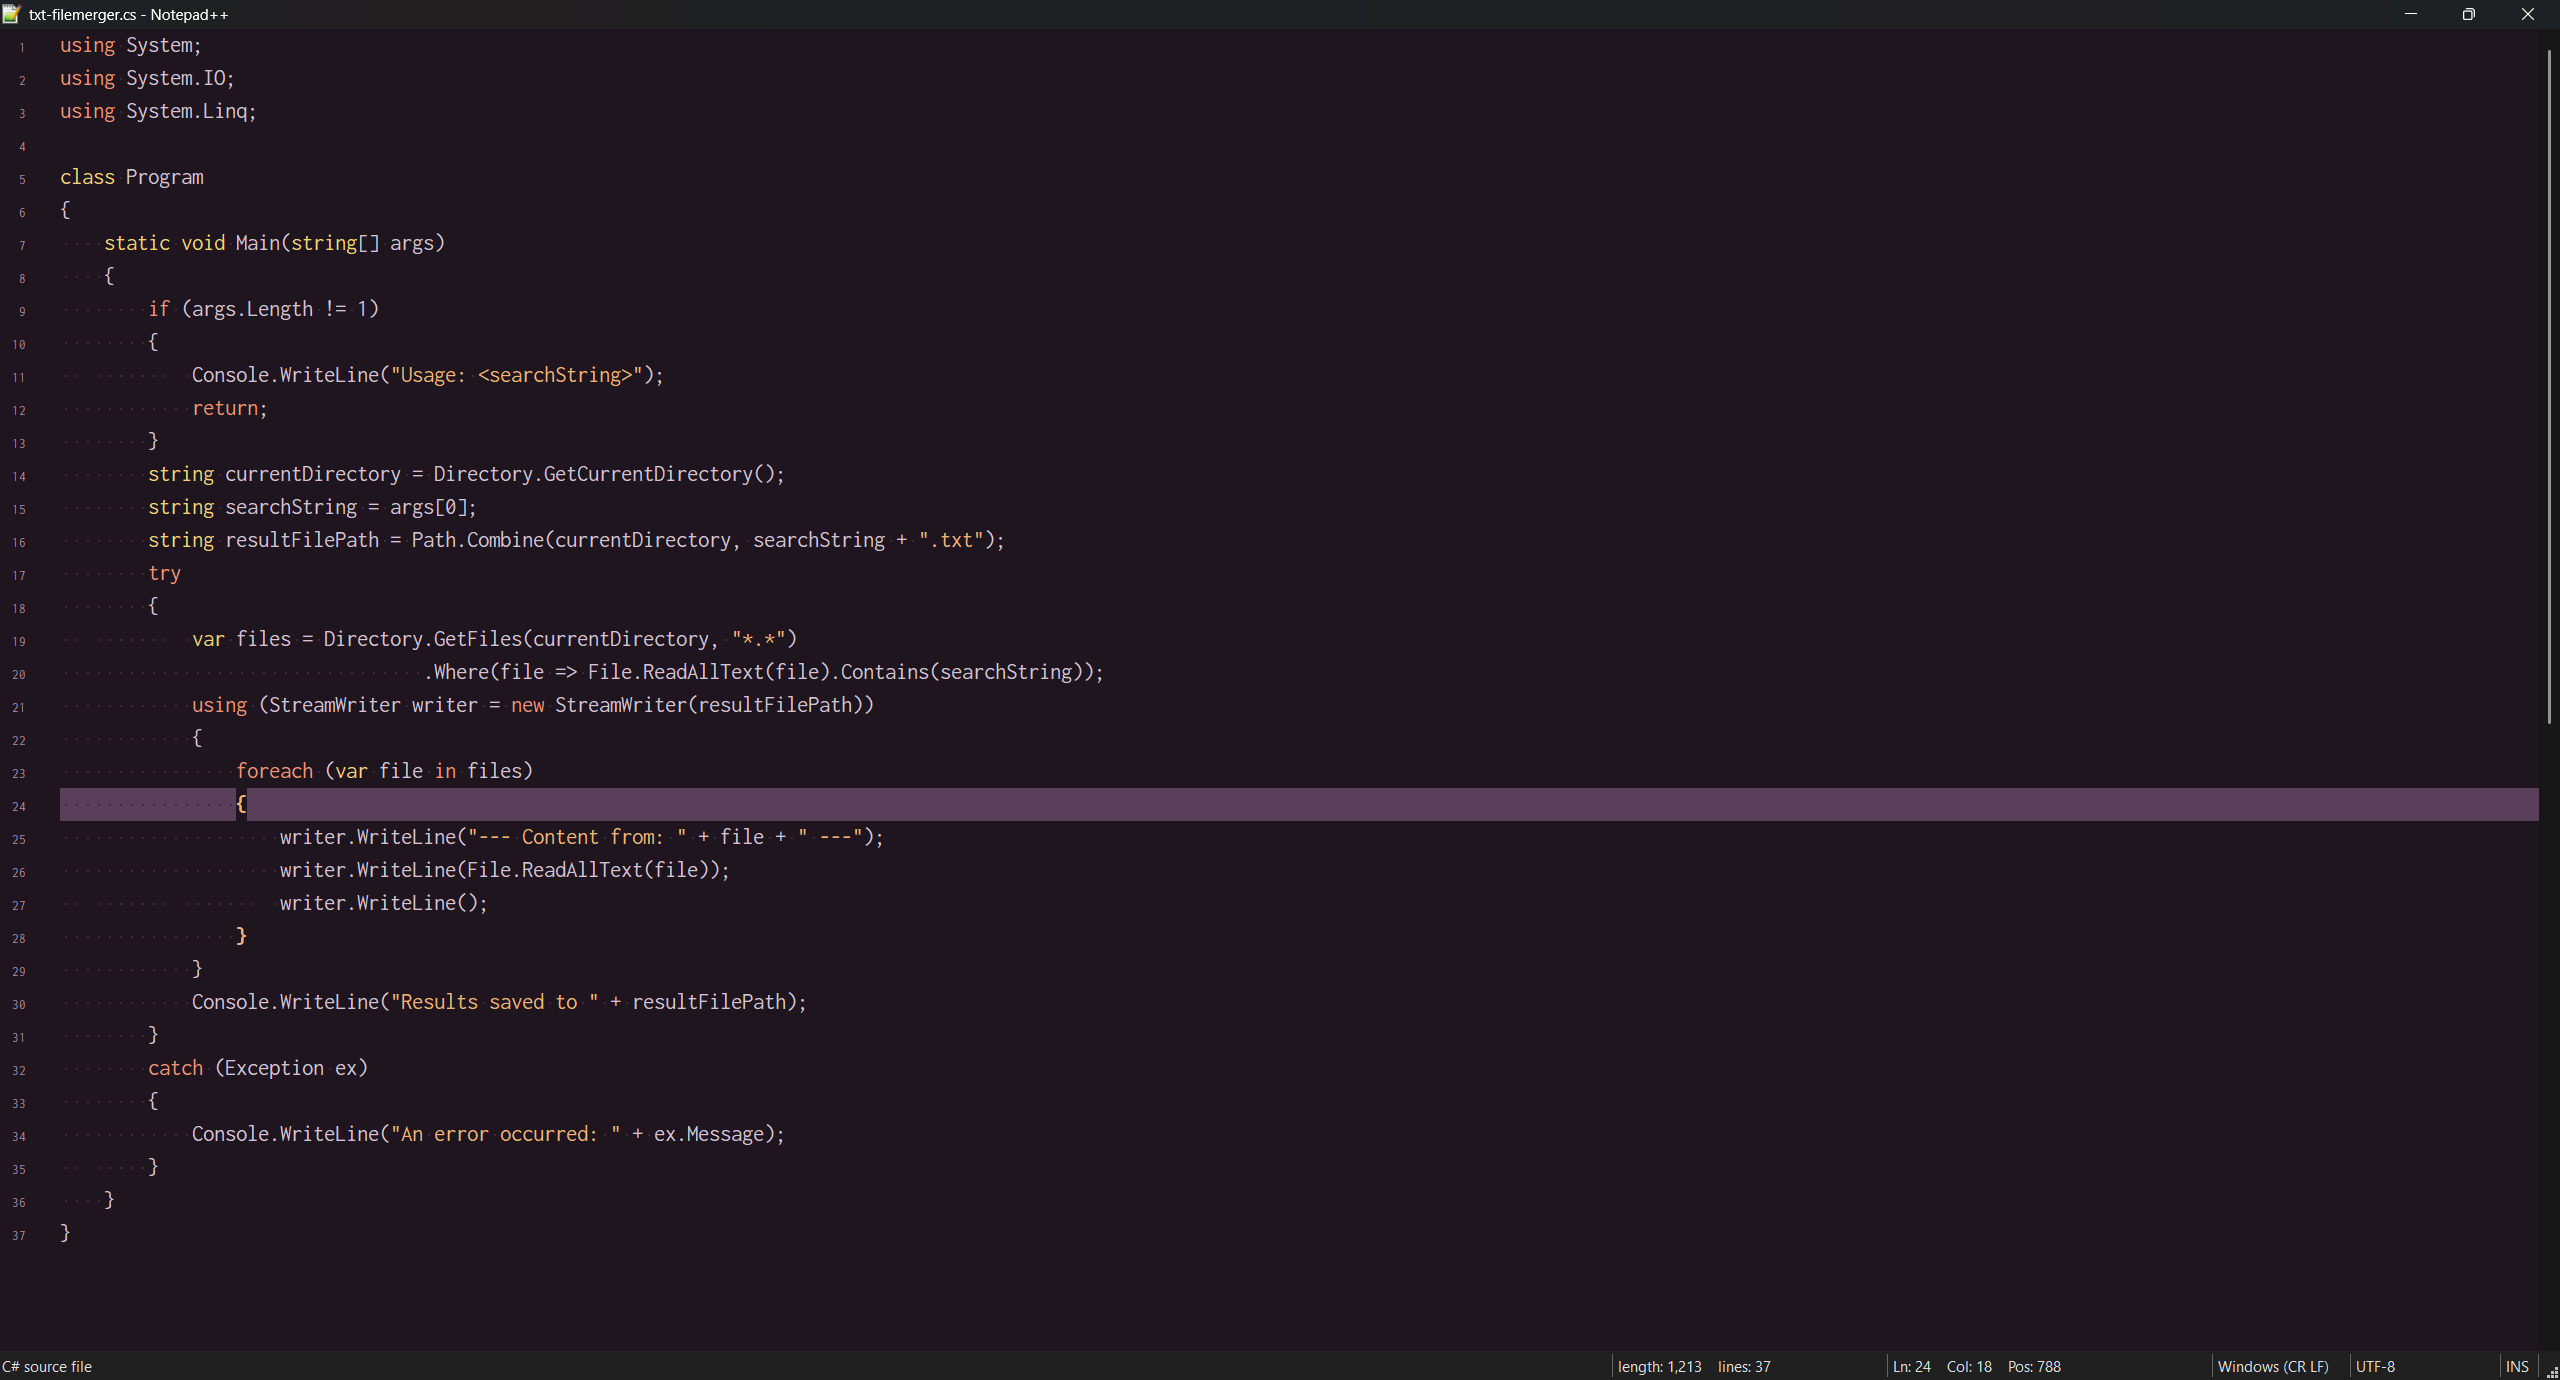 txt-filemerger.cs - Notepad++
1 using System;
2 using System.IO;
3 using System.Linq;
4
5 class Program
6 {
7     static void Main(string[] args)
8     {
9         if (args.Length != 1)
10         {
11             Console.WriteLine("Usage: <searchString>");
12             return;
13         }
14         string currentDirectory = Directory.GetCurrentDirectory();
15         string searchString = args[0];
16         string resultFilePath = Path.Combine(currentDirectory, searchString + ".txt");
17         try
18         {
19             var files = Directory.GetFiles(currentDirectory, "*.*")
20                                  .Where(file => File.ReadAllText(file).Contains(searchString));
21             using (StreamWriter writer = new StreamWriter(resultFilePath))
22             {
23                 foreach (var file in files)
24                 {
25                     writer.WriteLine("--- Content from: " + file + " ---");
26                     writer.WriteLine(File.ReadAllText(file));
27                     writer.WriteLine();
28                 }
29             }
30             Console.WriteLine("Results saved to " + resultFilePath);
31         }
32         catch (Exception ex)
33         {
34             Console.WriteLine("An error occurred: " + ex.Message);
35         }
36     }
37 }
C# source file length: 1,213 lines: 37 Ln: 24 Col: 18 Pos: 788 Windows (CR LF) UTF-8 INS